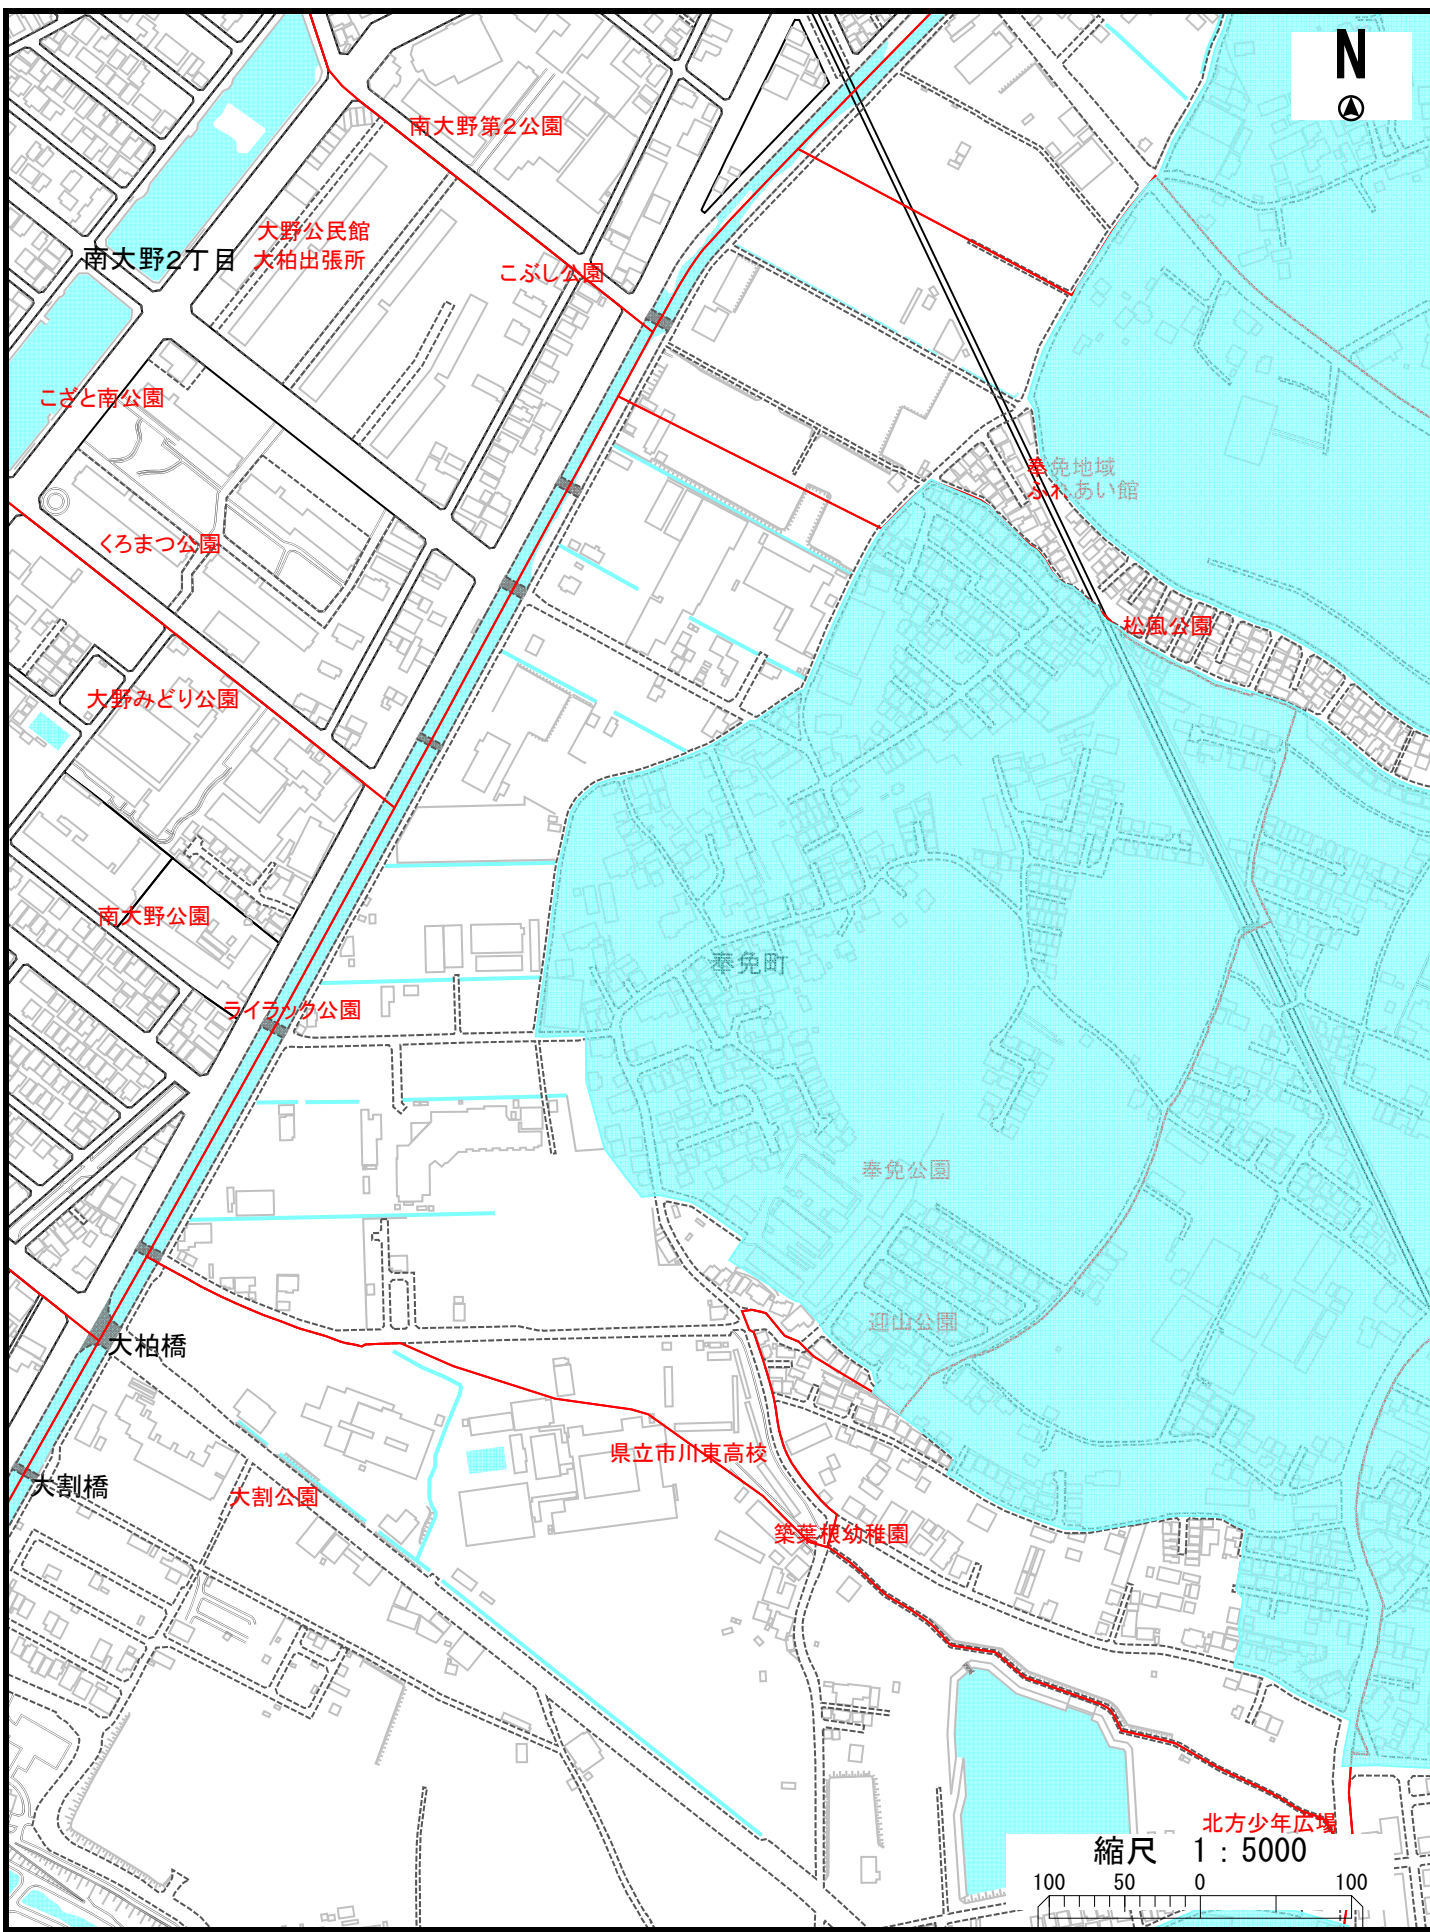 N
南大野第2公園
大野公民館
大柏出張所
南大野2丁目
こぶし公園
こざと南公園
奉免地域
ふれあい館
くろまつ公園
松風公園
大野みどり公園
南大野公園
奉免町
ライラック公園
奉免公園
迎山公園
大柏橋
県立市川東高校
大割橋
大割公園
築葉根幼稚園
北方少年広場
縮尺 1:5000
100 50 0 100